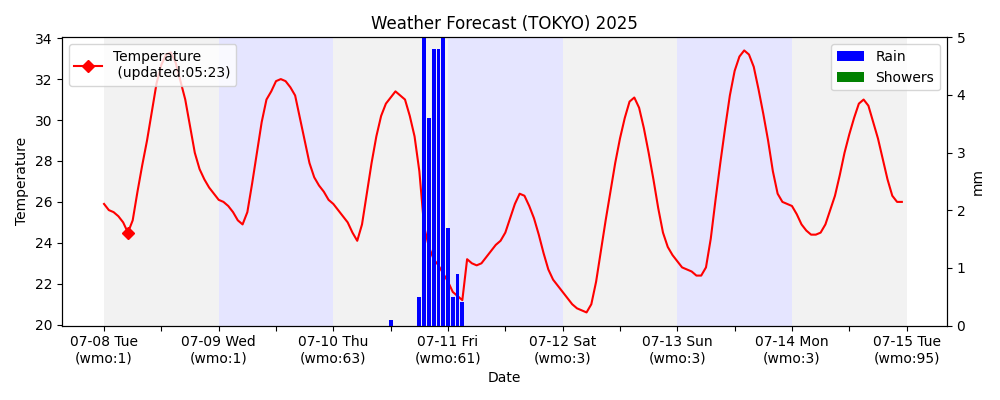 Weather Forecast (TOKYO) 2025
Temperature
(updated:05:23)
Rain
Showers
Temperature
34
32
30
28
26
24
22
20
5
4
3
2
1
0
mm
07-08 Tue
(wmo:1)
07-09 Wed
(wmo:1)
07-10 Thu
(wmo:63)
07-11 Fri
(wmo:61)
07-12 Sat
(wmo:3)
07-13 Sun
(wmo:3)
07-14 Mon
(wmo:3)
07-15 Tue
(wmo:95)
Date